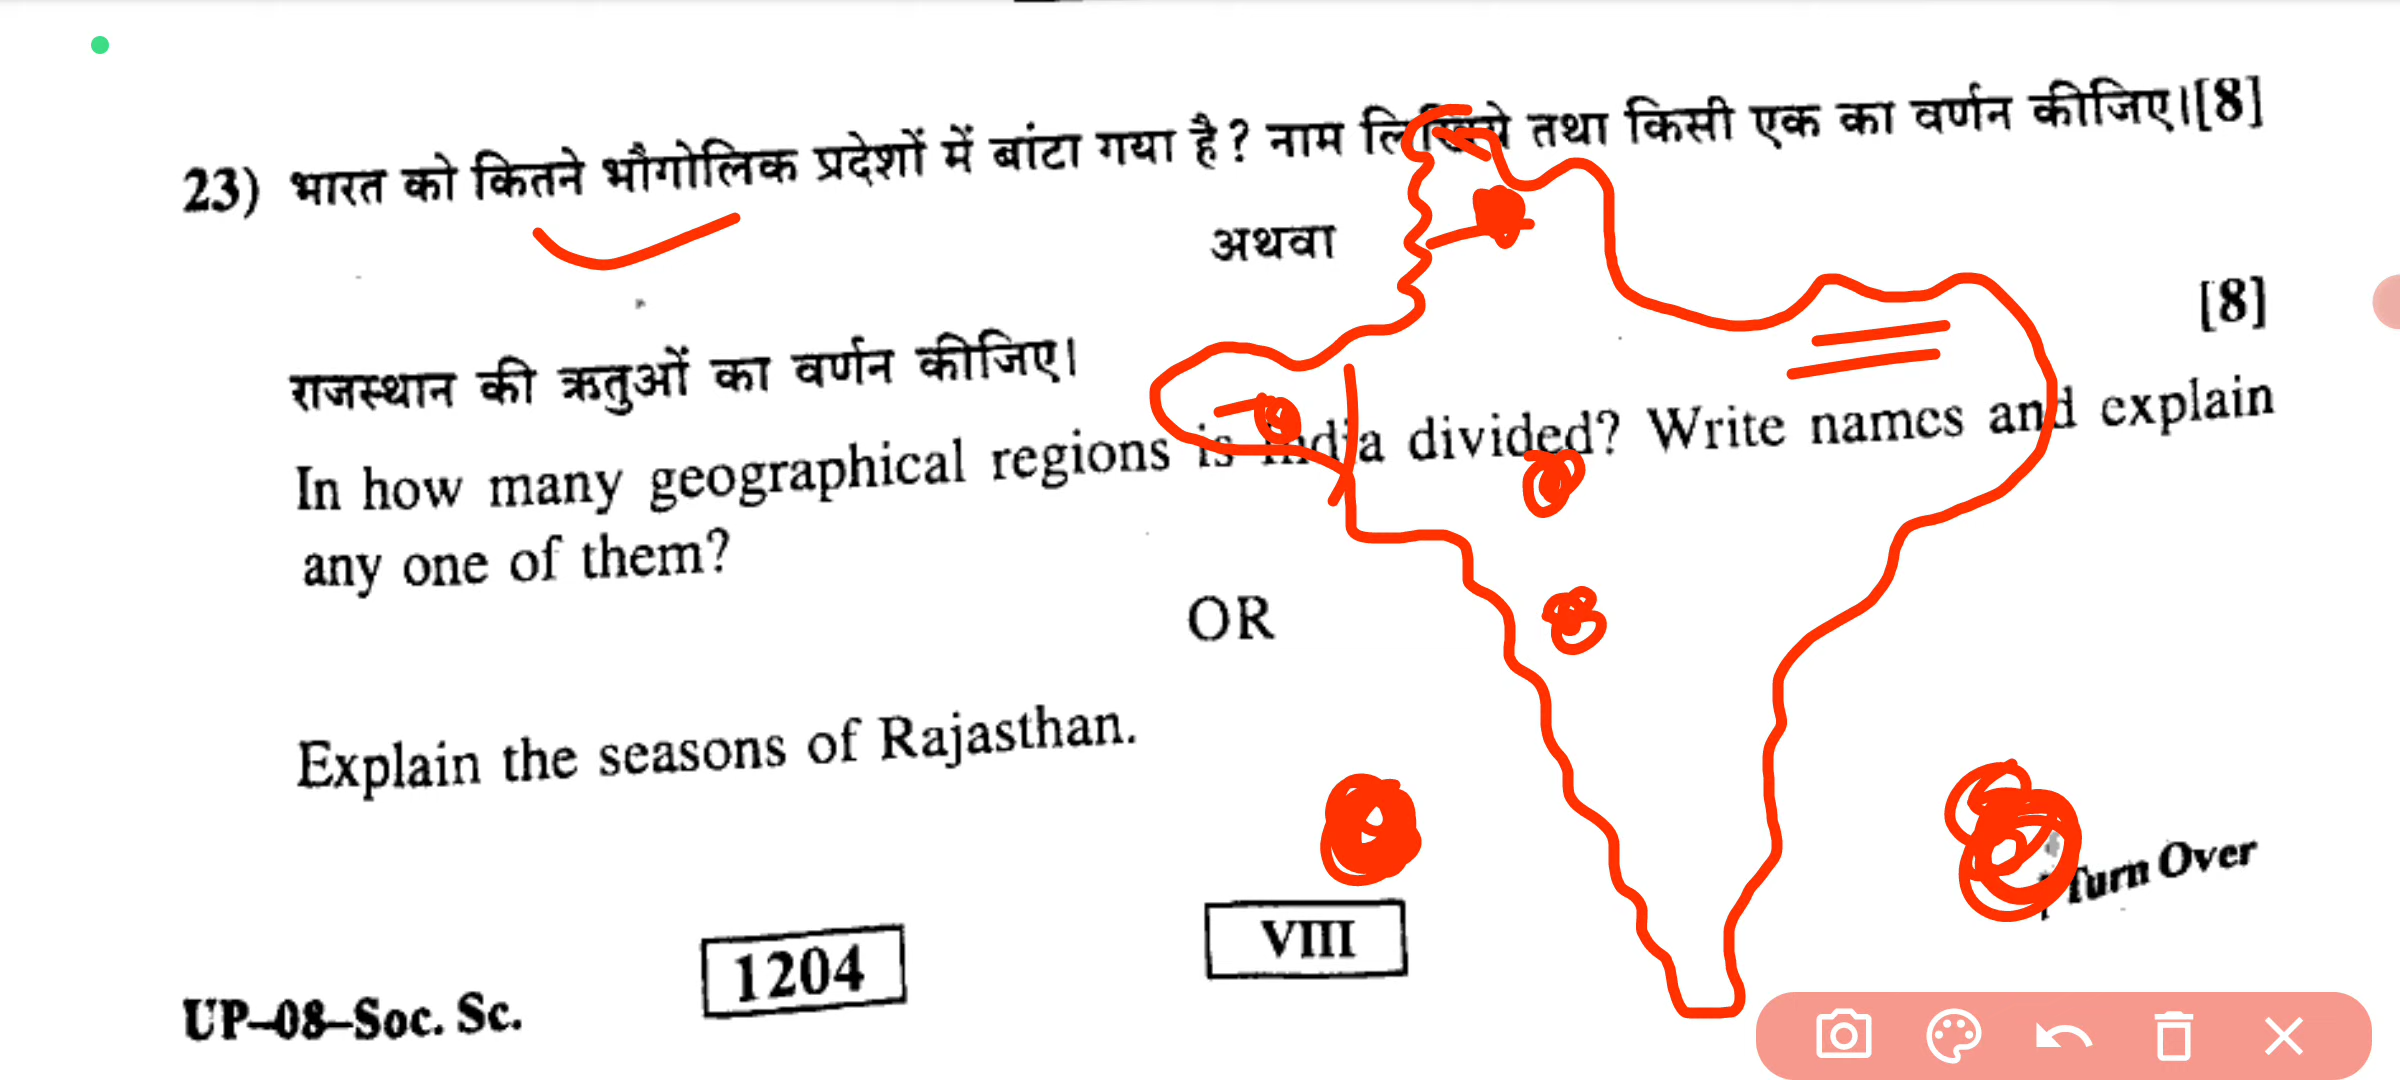 23) भारत को कितने भौगोलिक प्रदेशों में बांटा गया है? नाम लिखिये तथा किसी एक का वर्णन कीजिए।[8]
अथवा
[8]
राजस्थान की ऋतुओं का वर्णन कीजिए।
In how many geographical regions is India divided? Write names and explain
any one of them?
OR
Explain the seasons of Rajasthan.
Turn Over
UP–08–Soc. Sc. 1204 VIII